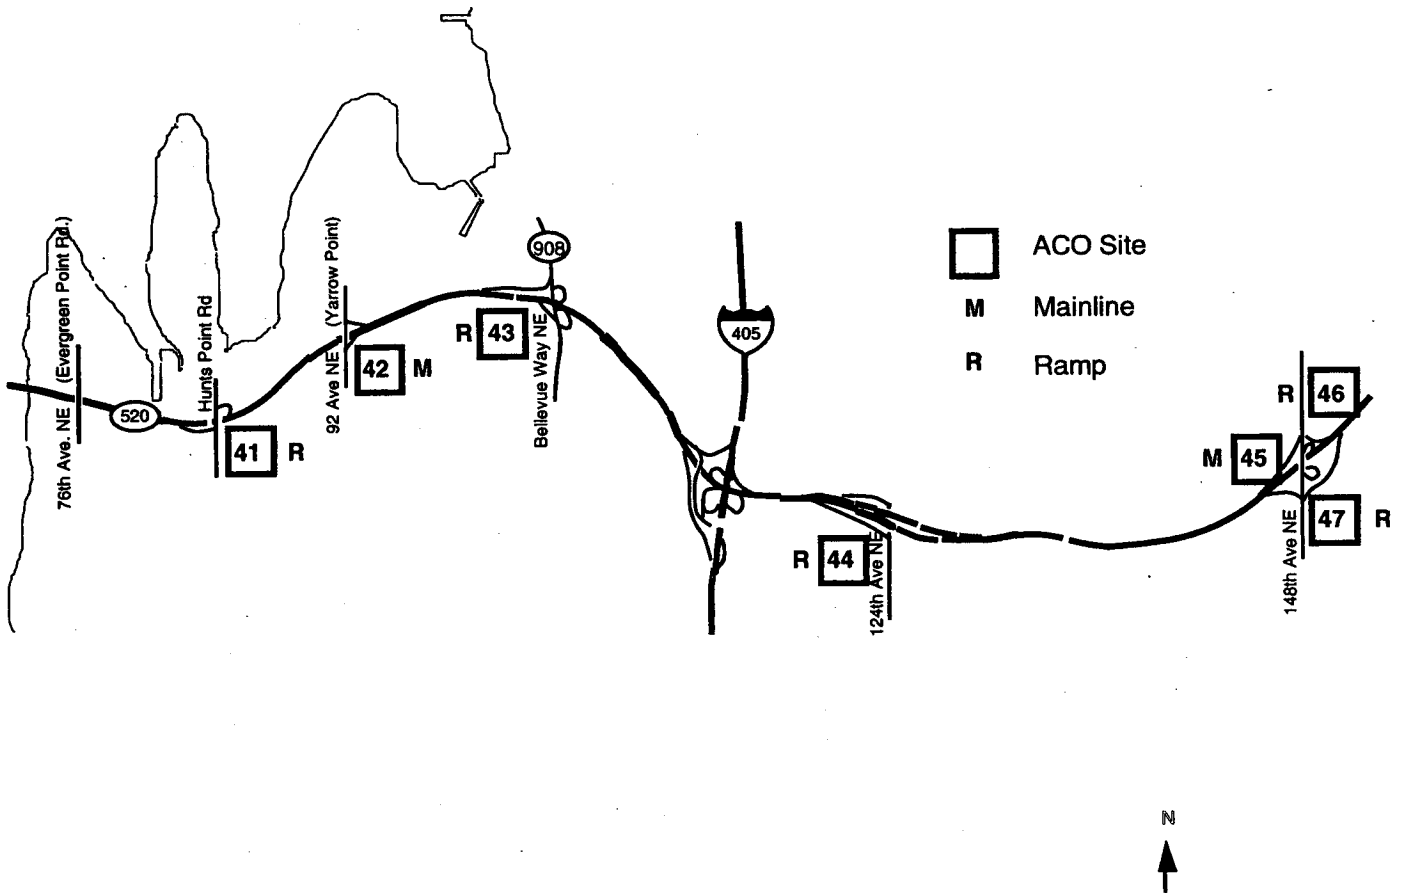 76th Ave. NE (Evergreen Point Rd.)
520
Hunts Point Rd
41 R
92 Ave NE (Yarrow Point)
42 M
908
R 43
Bellevue Way NE
405
R 44
124th Ave NE
ACO Site
M Mainline
R Ramp
R 46
M 45
47 R
148th Ave NE
N